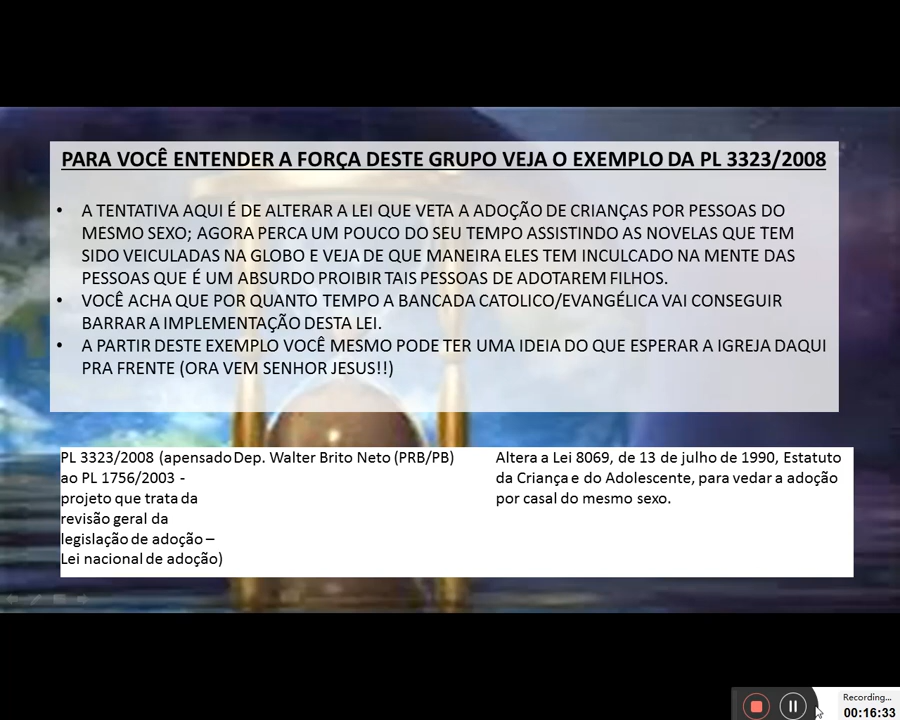 PARA VOCÊ ENTENDER A FORÇA DESTE GRUPO VEJA O EXEMPLO DA PL 3323/2008
• A TENTATIVA AQUI É DE ALTERAR A LEI QUE VETA A ADOÇÃO DE CRIANÇAS POR PESSOAS DO
MESMO SEXO; AGORA PERCA UM POUCO DO SEU TEMPO ASSISTINDO AS NOVELAS QUE TEM
SIDO VEICULADAS NA GLOBO E VEJA DE QUE MANEIRA ELES TEM INCULCADO NA MENTE DAS
PESSOAS QUE É UM ABSURDO PROIBIR TAIS PESSOAS DE ADOTAREM FILHOS.
• VOCÊ ACHA QUE POR QUANTO TEMPO A BANCADA CATOLICO/EVANGÉLICA VAI CONSEGUIR
BARRAR A IMPLEMENTAÇÃO DESTA LEI.
• A PARTIR DESTE EXEMPLO VOCÊ MESMO PODE TER UMA IDEIA DO QUE ESPERAR A IGREJA DAQUI
PRA FRENTE (ORA VEM SENHOR JESUS!!)
PL 3323/2008 (apensado
ao PL 1756/2003 -
projeto que trata da
revisão geral da
legislação de adoção –
Lei nacional de adoção)
Dep. Walter Brito Neto (PRB/PB)
Altera a Lei 8069, de 13 de julho de 1990, Estatuto
da Criança e do Adolescente, para vedar a adoção
por casal do mesmo sexo.
Recording...
00:16:33